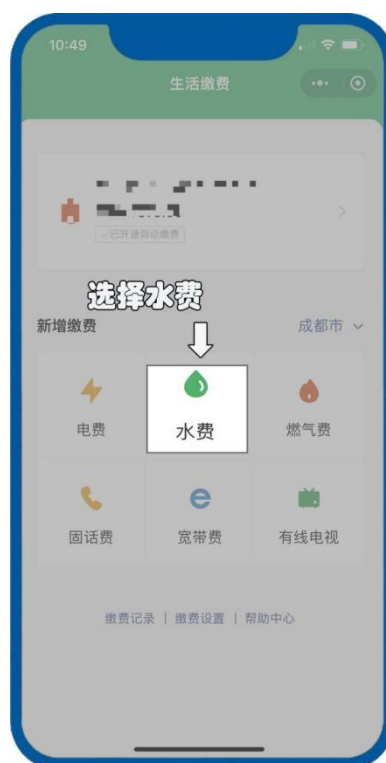 10:49
生活缴费
已开通自动缴费
选择水费
新增缴费 成都市
电费 水费 燃气费
固话费 宽带费 有线电视
缴费记录 | 缴费设置 | 帮助中心